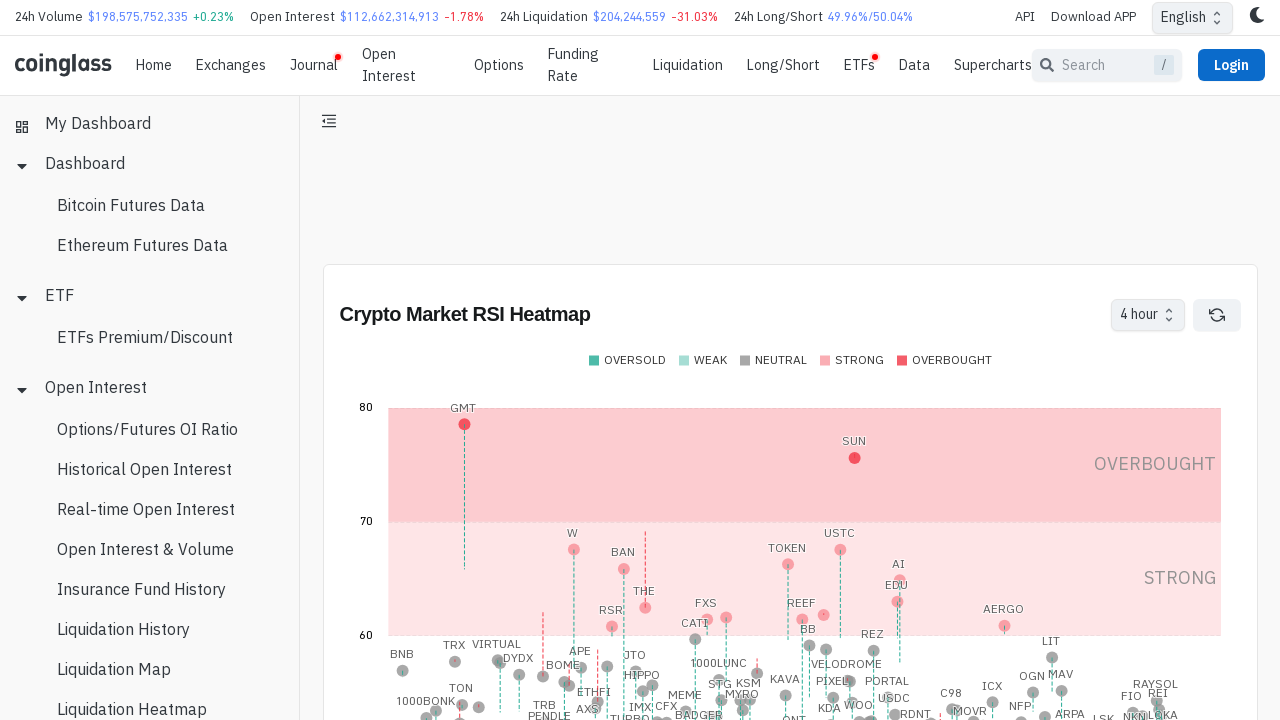 24h Volume $198,575,752,335 +0.23% Open Interest $112,662,314,913 -1.78% 24h Liquidation $204,244,559 -31.03% 24h Long/Short 49.96%/50.04% API Download APP English
coinglass Home Exchanges Journal Open Interest Options Funding Rate Liquidation Long/Short ETFs Data Supercharts Search / Login
My Dashboard
Dashboard
Bitcoin Futures Data
Ethereum Futures Data
ETF
ETFs Premium/Discount
Open Interest
Options/Futures OI Ratio
Historical Open Interest
Real-time Open Interest
Open Interest & Volume
Insurance Fund History
Liquidation History
Liquidation Map
Liquidation Heatmap
Crypto Market RSI Heatmap 4 hour
OVERSOLD WEAK NEUTRAL STRONG OVERBOUGHT
80
GMT
SUN
OVERBOUGHT
70
W USTC
TOKEN
BAN
AI
STRONG
EDU
THE
FXS REEF
RSR AERGO
CATI
BB
60
REZ
LIT
TRX VIRTUAL
APE
BNB JTO
DYDX
1000LUNC VELODROME
BOME
HIPPO MAV
OGN
KAVA PIXEL PORTAL
STG KSM
RAYSOL
TON ICX
ETHFI
MEME MYRO C98 FIO REI
USDC
1000BONK
TRB IMX CFX WOO NFP
AXS KDA
MOVR
PENDLE TURBO BADGER RDNT ARPA
ONT LSK NKN